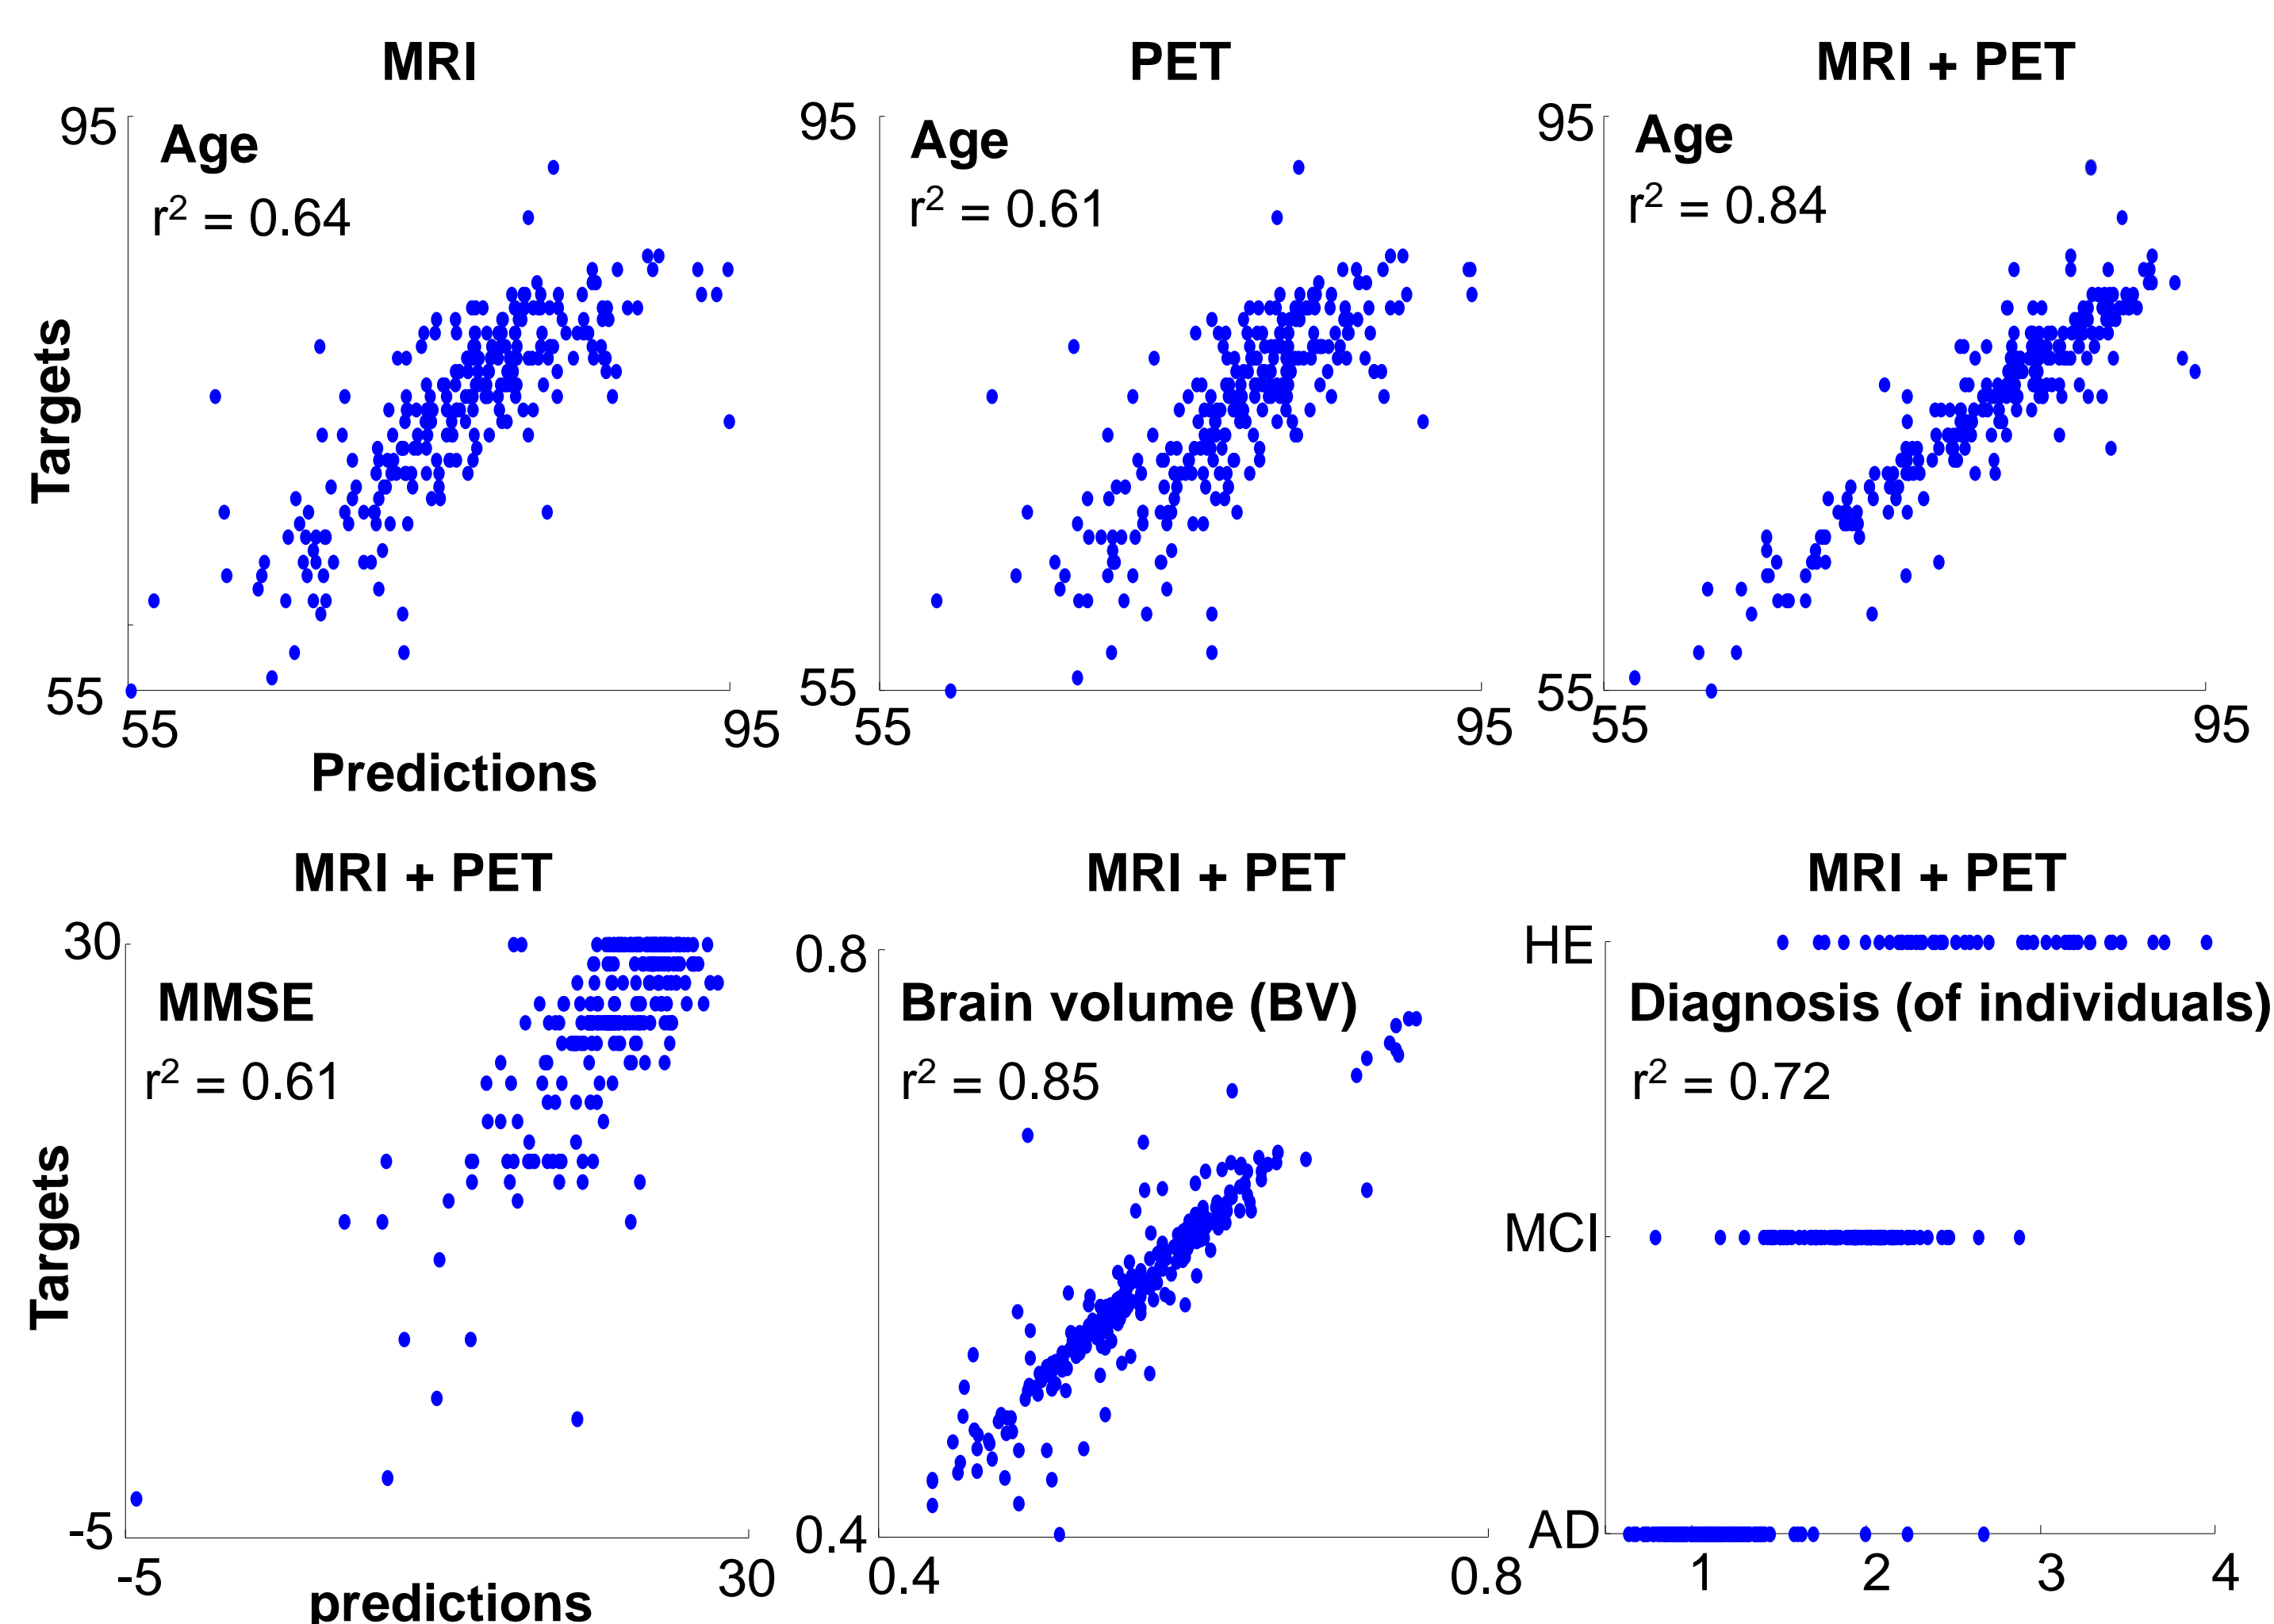 MRI
PET
MRI + PET
95
Age
r² = 0.64
Targets
55
55
95
Predictions
95
Age
r² = 0.61
55
55
95
95
Age
r² = 0.84
55
55
95
MRI + PET
MRI + PET
MRI + PET
30
MMSE
r² = 0.61
Targets
-5
-5
30
predictions
0.8
Brain volume (BV)
r² = 0.85
0.4
0.4
0.8
HE
Diagnosis (of individuals)
r² = 0.72
MCI
AD
1
2
3
4